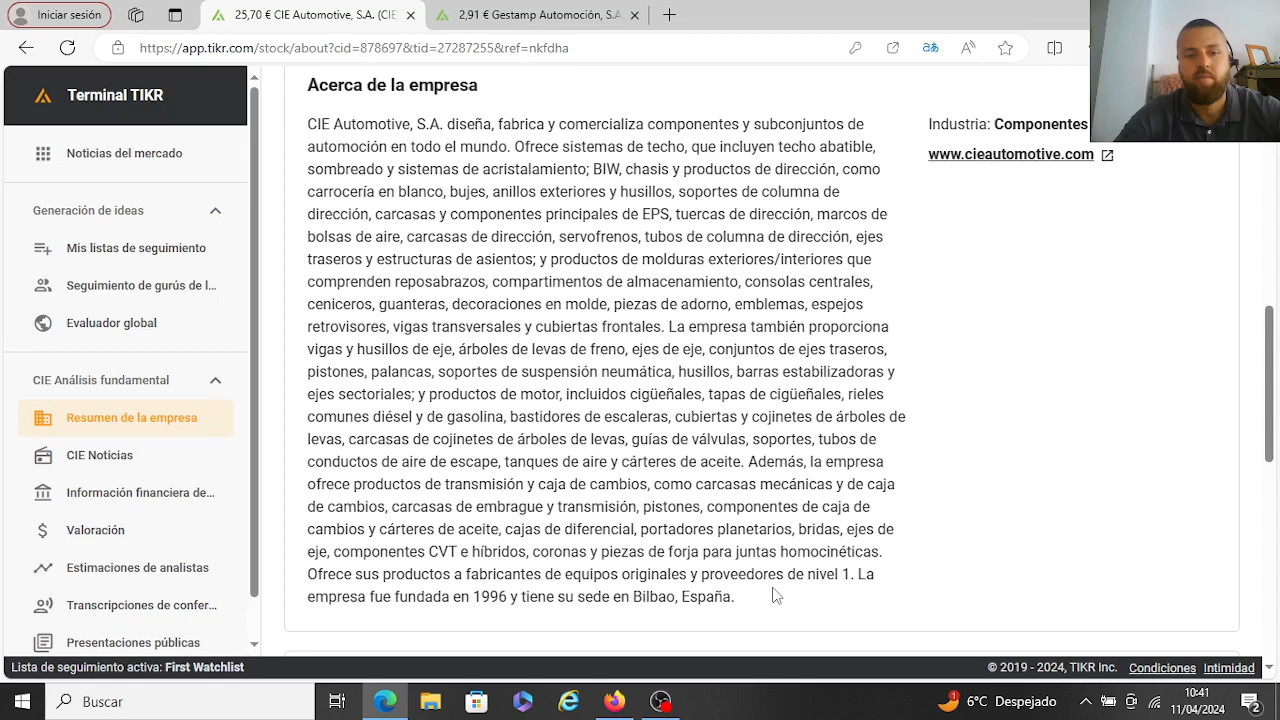 Iniciar sesión
25,70 € CIE Automotive, S.A. (CIE
2,91 € Gestamp Automoción, S.A.
https://app.tikr.com/stock/about?cid=878697&tid=27287255&ref=nkfdha
Terminal TIKR
Noticias del mercado
Generación de ideas
Mis listas de seguimiento
Seguimiento de gurús de l...
Evaluador global
CIE Análisis fundamental
Resumen de la empresa
CIE Noticias
Información financiera de...
Valoración
Estimaciones de analistas
Transcripciones de confer...
Presentaciones públicas
Acerca de la empresa
CIE Automotive, S.A. diseña, fabrica y comercializa componentes y subconjuntos de
automoción en todo el mundo. Ofrece sistemas de techo, que incluyen techo abatible,
sombreado y sistemas de acristalamiento; BIW, chasis y productos de dirección, como
carrocería en blanco, bujes, anillos exteriores y husillos, soportes de columna de
dirección, carcasas y componentes principales de EPS, tuercas de dirección, marcos de
bolsas de aire, carcasas de dirección, servofrenos, tubos de columna de dirección, ejes
traseros y estructuras de asientos; y productos de molduras exteriores/interiores que
comprenden reposabrazos, compartimentos de almacenamiento, consolas centrales,
ceniceros, guanteras, decoraciones en molde, piezas de adorno, emblemas, espejos
retrovisores, vigas transversales y cubiertas frontales. La empresa también proporciona
vigas y husillos de eje, árboles de levas de freno, ejes de eje, conjuntos de ejes traseros,
pistones, palancas, soportes de suspensión neumática, husillos, barras estabilizadoras y
ejes sectoriales; y productos de motor, incluidos cigüeñales, tapas de cigüeñales, rieles
comunes diésel y de gasolina, bastidores de escaleras, cubiertas y cojinetes de árboles de
levas, carcasas de cojinetes de árboles de levas, guías de válvulas, soportes, tubos de
conductos de aire de escape, tanques de aire y cárteres de aceite. Además, la empresa
ofrece productos de transmisión y caja de cambios, como carcasas mecánicas y de caja
de cambios, carcasas de embrague y transmisión, pistones, componentes de caja de
cambios y cárteres de aceite, cajas de diferencial, portadores planetarios, bridas, ejes de
eje, componentes CVT e híbridos, coronas y piezas de forja para juntas homocinéticas.
Ofrece sus productos a fabricantes de equipos originales y proveedores de nivel 1. La
empresa fue fundada en 1996 y tiene su sede en Bilbao, España.
Industria: Componentes
www.cieautomotive.com
Lista de seguimiento activa: First Watchlist
© 2019 - 2024, TIKR Inc. Condiciones Intimidad
Buscar
1
6°C Despejado
10:41
11/04/2024
2